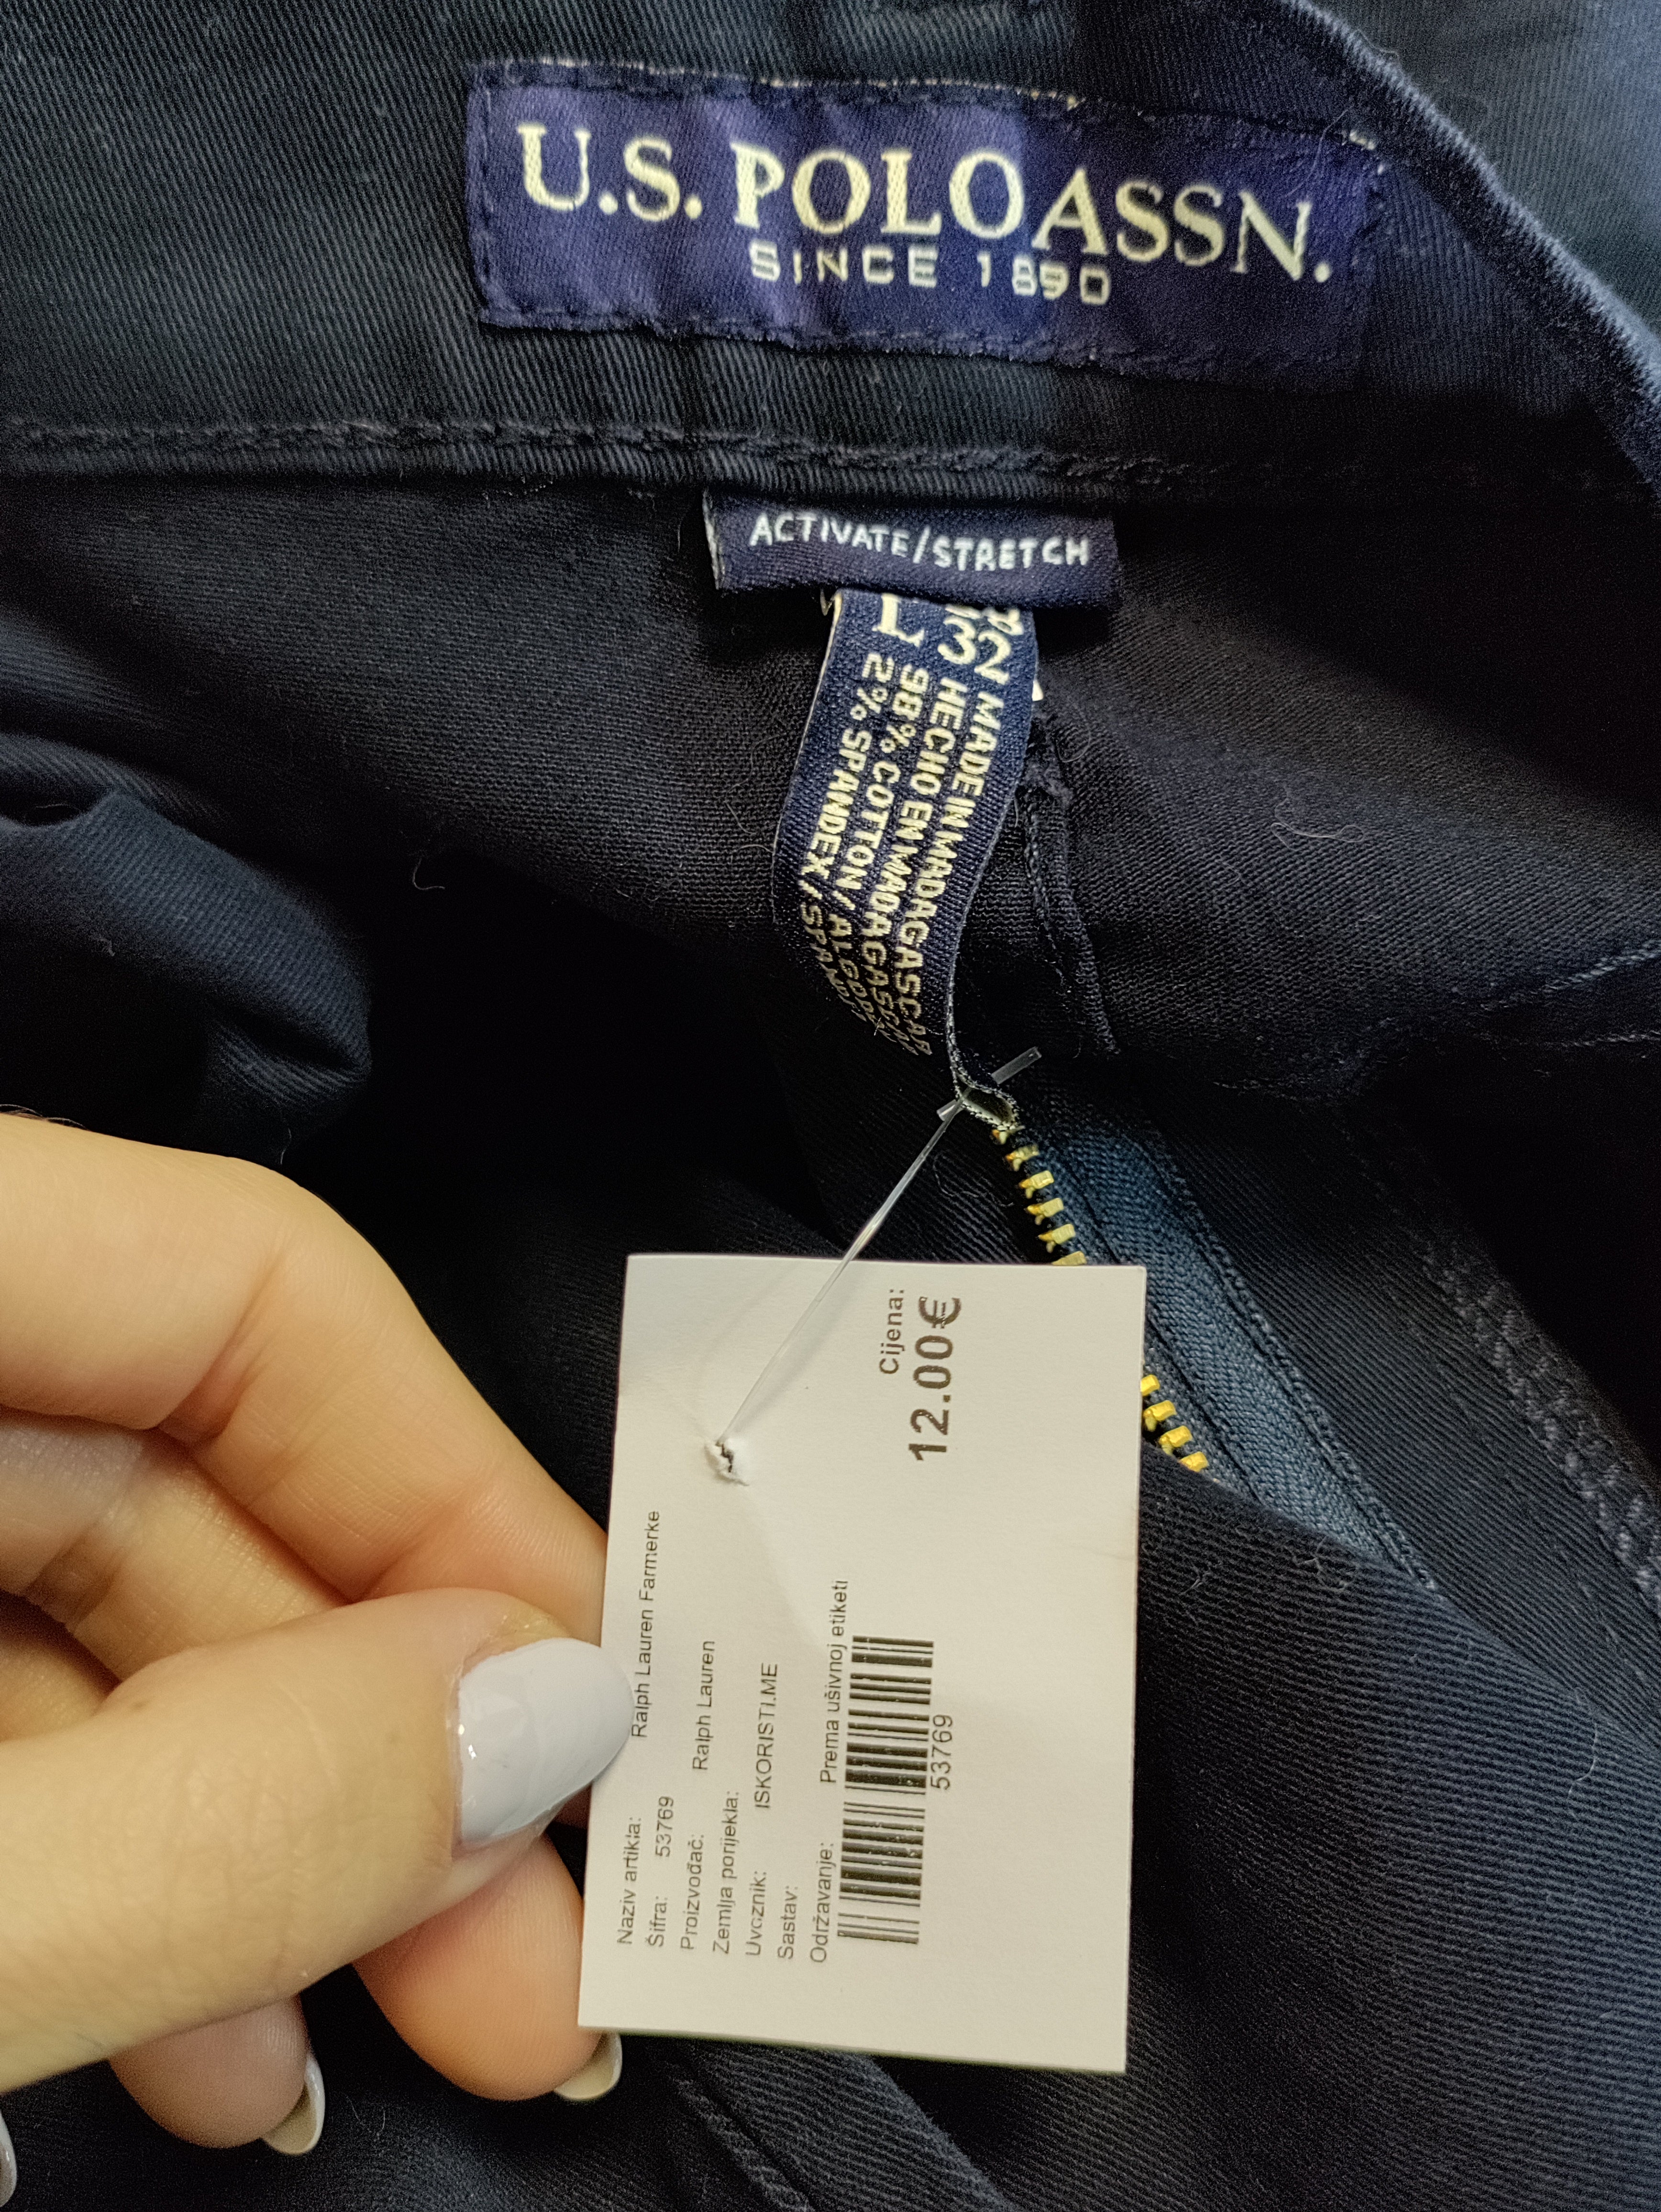 U.S. POLO ASSN.
SINCE 1890
ACTIVATE/STRETCH
L 32
MADE IN MADAGASCAR
HECHO EN MADAGASCAR
98% COTTON/
2% SPANDEX/
Naziv artikla: Ralph Lauren Farmerke
Šifra: 53769
Proizvođač: Ralph Lauren
Zemlja porijekla:
Uvoznik: ISKORISTI.ME
Sastav:
Održavanje: Prema ušivnoj etiketi
53769
Cijena:
12.00€